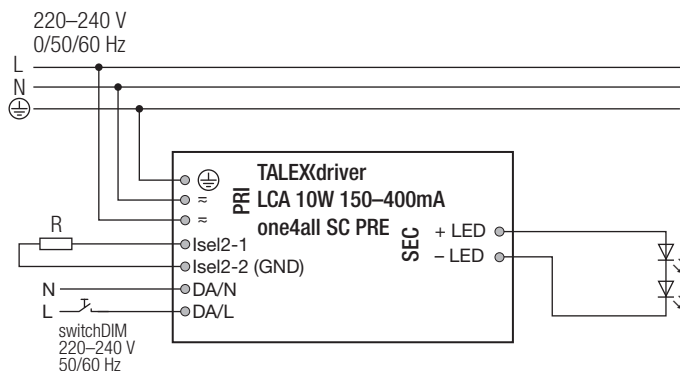 220–240 V
0/50/60 Hz
L
N
TALEXXdriver
LCA 10W 150–400mA
one4all SC PRE
PRI
≂
≂
SEC
+ LED
– LED
R
Isel2-1
Isel2-2 (GND)
N
DA/N
L
DA/L
switchDIM
220–240 V
50/60 Hz